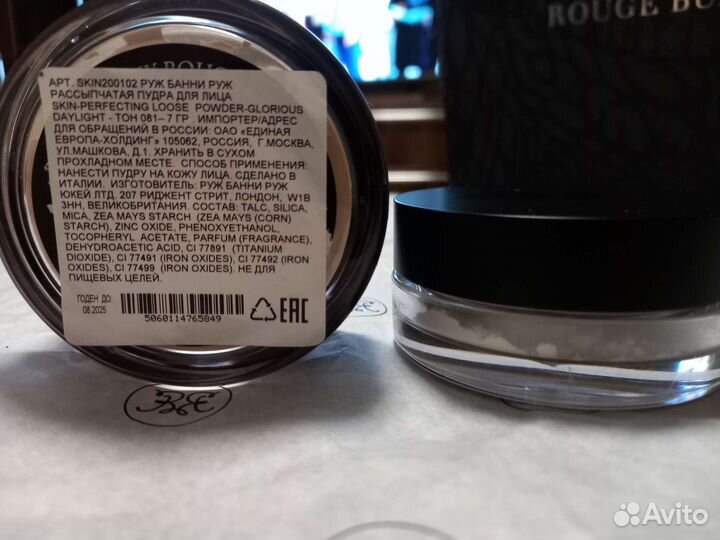 ROUGE BU
АРТ. SKIN200102 РУЖ БАННИ РУЖ
РАССЫПЧАТАЯ ПУДРА ДЛЯ ЛИЦА
SKIN-PERFECTING LOOSE POWDER-GLORIOUS
DAYLIGHT - ТОН 081– 7 ГР . ИМПОРТЕР/АДРЕС
ДЛЯ ОБРАЩЕНИЙ В РОССИИ: ОАО «ЕДИНАЯ
ЕВРОПА-ХОЛДИНГ» 105062, РОССИЯ, Г.МОСКВА,
УЛ.МАШКОВА, Д.1. ХРАНИТЬ В СУХОМ
ПРОХЛАДНОМ МЕСТЕ. СПОСОБ ПРИМЕНЕНИЯ:
НАНЕСТИ ПУДРУ НА КОЖУ ЛИЦА. СДЕЛАНО В
ИТАЛИИ. ИЗГОТОВИТЕЛЬ: РУЖ БАННИ РУЖ
ЮКЕЙ ЛТД. 207 РИДЖЕНТ СТРИТ, ЛОНДОН, W1B
3HH, ВЕЛИКОБРИТАНИЯ. СОСТАВ: TALC, SILICA,
MICA, ZEA MAYS STARCH (ZEA MAYS (CORN)
STARCH), ZINC OXIDE, PHENOXYETHANOL,
TOCOPHERYL ACETATE, PARFUM (FRAGRANCE),
DEHYDROACETIC ACID, CI 77891 (TITANIUM
DIOXIDE), CI 77491 (IRON OXIDES), CI 77492 (IRON
OXIDES), CI 77499 (IRON OXIDES). НЕ ДЛЯ
ПИЩЕВЫХ ЦЕЛЕЙ.
ГОДЕН ДО:
08.2025
5060114765849
EAC
Avito